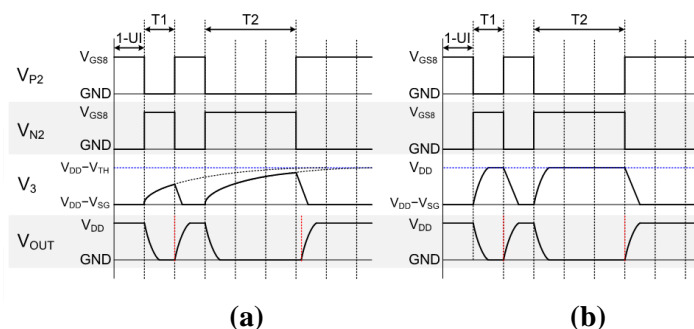 T1 T2 T1 T2
1-UI 1-UI
V_GS8 V_GS8
V_P2
GND GND
V_GS8 V_GS8
V_N2
GND GND
V_DD−V_TH V_DD
V_3
V_DD−V_SG V_DD−V_SG
V_DD V_DD
V_OUT
GND GND
(a) (b)